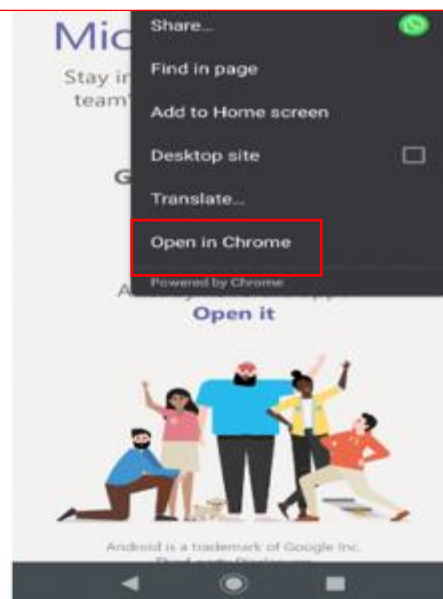 Mic
Share...
Stay in
Find in page
team'
Add to Home screen
Desktop site
G
Translate...
Open in Chrome
Powered by Chrome
A
Open it
Android is a trademark of Google Inc.